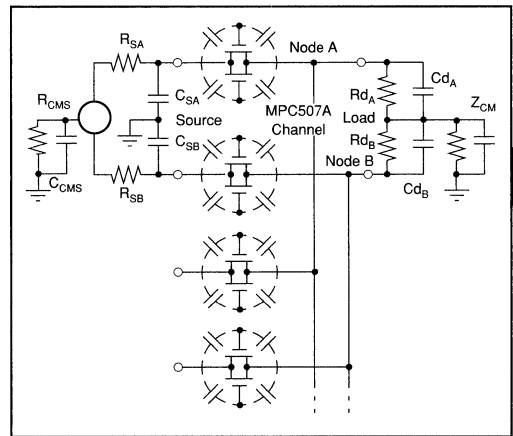 R_SA
Node A
Cd_A
C_SA
Rd_A
R_CMS
MPC507A
Channel
Z_CM
Source
Load
C_SB
Rd_B
Node B
C_CMS
R_SB
Cd_B